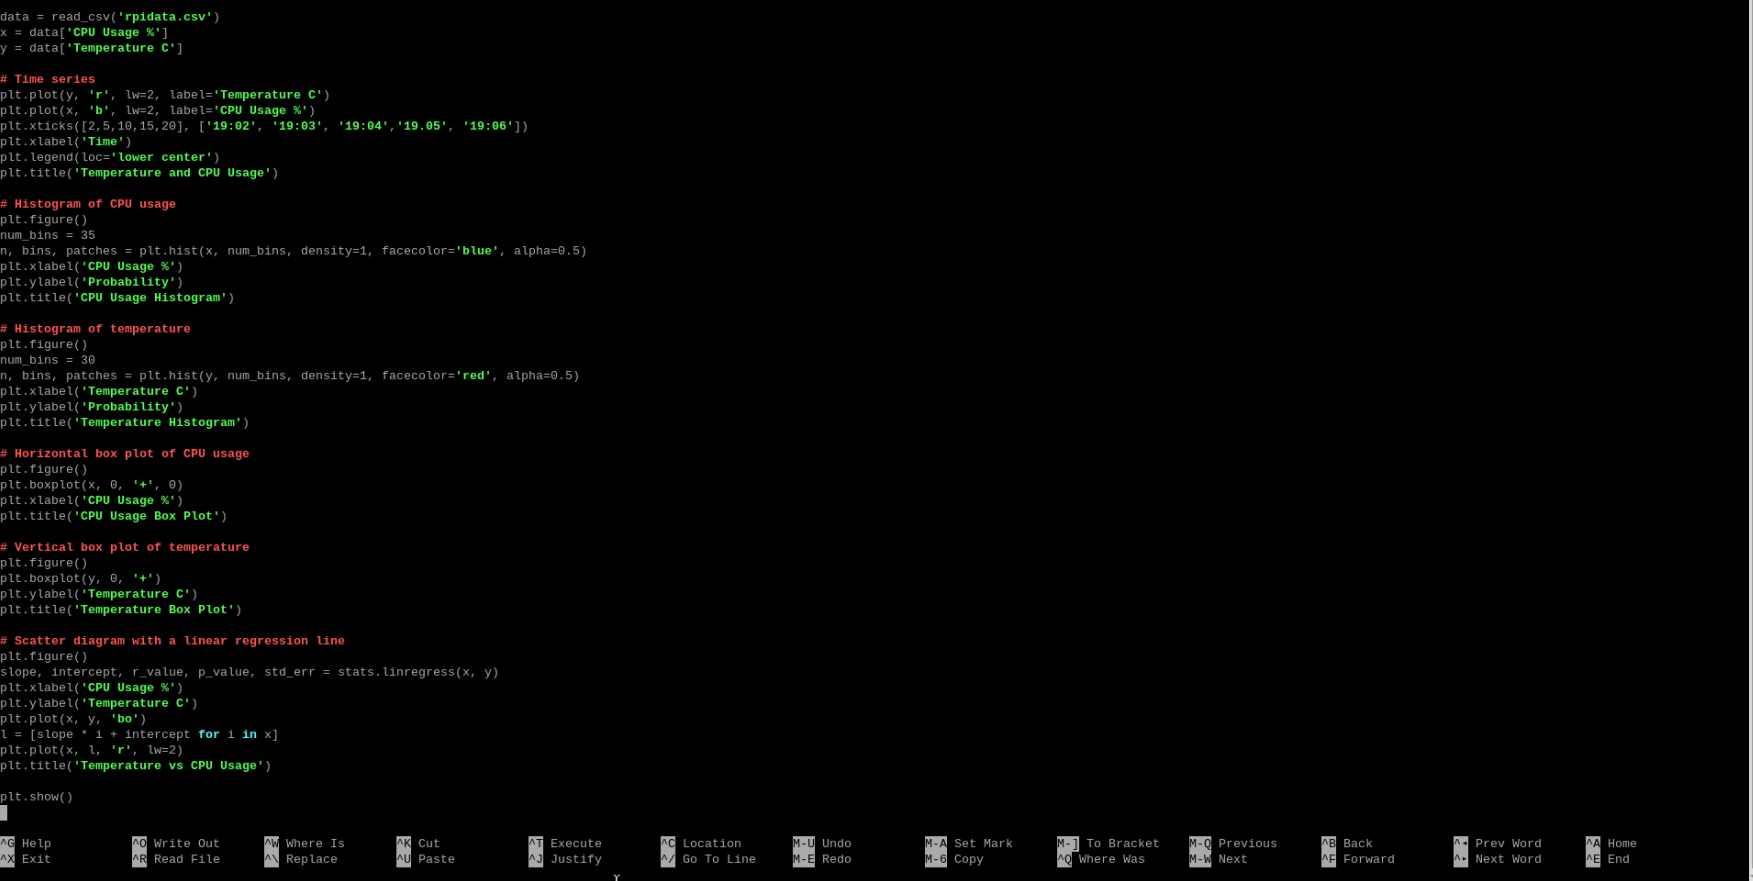 data = read_csv('rpidata.csv')
x = data['CPU Usage %']
y = data['Temperature C']

# Time series
plt.plot(y, 'r', lw=2, label='Temperature C')
plt.plot(x, 'b', lw=2, label='CPU Usage %')
plt.xticks([2,5,10,15,20], ['19:02', '19:03', '19:04','19.05', '19:06'])
plt.xlabel('Time')
plt.legend(loc='lower center')
plt.title('Temperature and CPU Usage')

# Histogram of CPU usage
plt.figure()
num_bins = 35
n, bins, patches = plt.hist(x, num_bins, density=1, facecolor='blue', alpha=0.5)
plt.xlabel('CPU Usage %')
plt.ylabel('Probability')
plt.title('CPU Usage Histogram')

# Histogram of temperature
plt.figure()
num_bins = 30
n, bins, patches = plt.hist(y, num_bins, density=1, facecolor='red', alpha=0.5)
plt.xlabel('Temperature C')
plt.ylabel('Probability')
plt.title('Temperature Histogram')

# Horizontal box plot of CPU usage
plt.figure()
plt.boxplot(x, 0, '+', 0)
plt.xlabel('CPU Usage %')
plt.title('CPU Usage Box Plot')

# Vertical box plot of temperature
plt.figure()
plt.boxplot(y, 0, '+')
plt.ylabel('Temperature C')
plt.title('Temperature Box Plot')

# Scatter diagram with a linear regression line
plt.figure()
slope, intercept, r_value, p_value, std_err = stats.linregress(x, y)
plt.xlabel('CPU Usage %')
plt.ylabel('Temperature C')
plt.plot(x, y, 'bo')
l = [slope * i + intercept for i in x]
plt.plot(x, l, 'r', lw=2)
plt.title('Temperature vs CPU Usage')

plt.show()

^G Help ^O Write Out ^W Where Is ^K Cut ^T Execute ^C Location M-U Undo M-A Set Mark M-] To Bracket M-Q Previous ^B Back ^◂ Prev Word ^A Home
^X Exit ^R Read File ^\ Replace ^U Paste ^J Justify ^/ Go To Line M-E Redo M-6 Copy ^Q Where Was M-W Next ^F Forward ^▸ Next Word ^E End